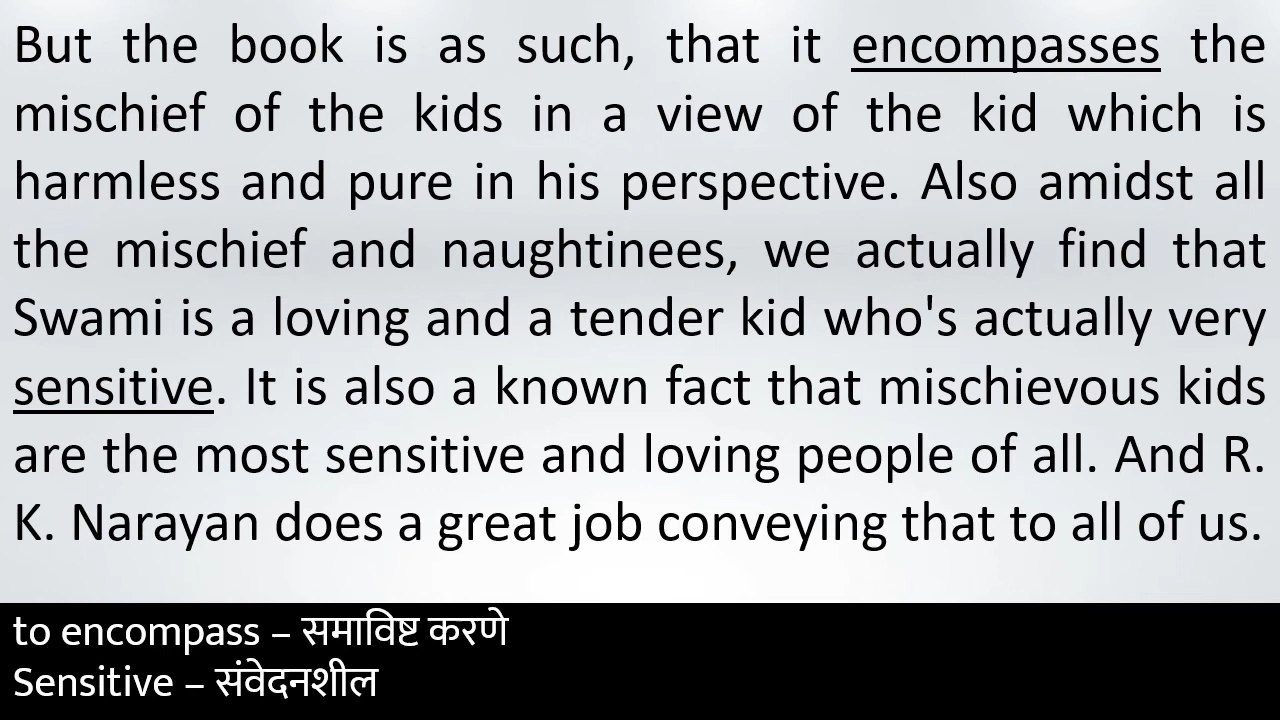 But the book is as such, that it encompasses the
mischief of the kids in a view of the kid which is
harmless and pure in his perspective. Also amidst all
the mischief and naughtinees, we actually find that
Swami is a loving and a tender kid who's actually very
sensitive. It is also a known fact that mischievous kids
are the most sensitive and loving people of all. And R.
K. Narayan does a great job conveying that to all of us.
to encompass – समाविष्ट करणे
Sensitive – संवेदनशील